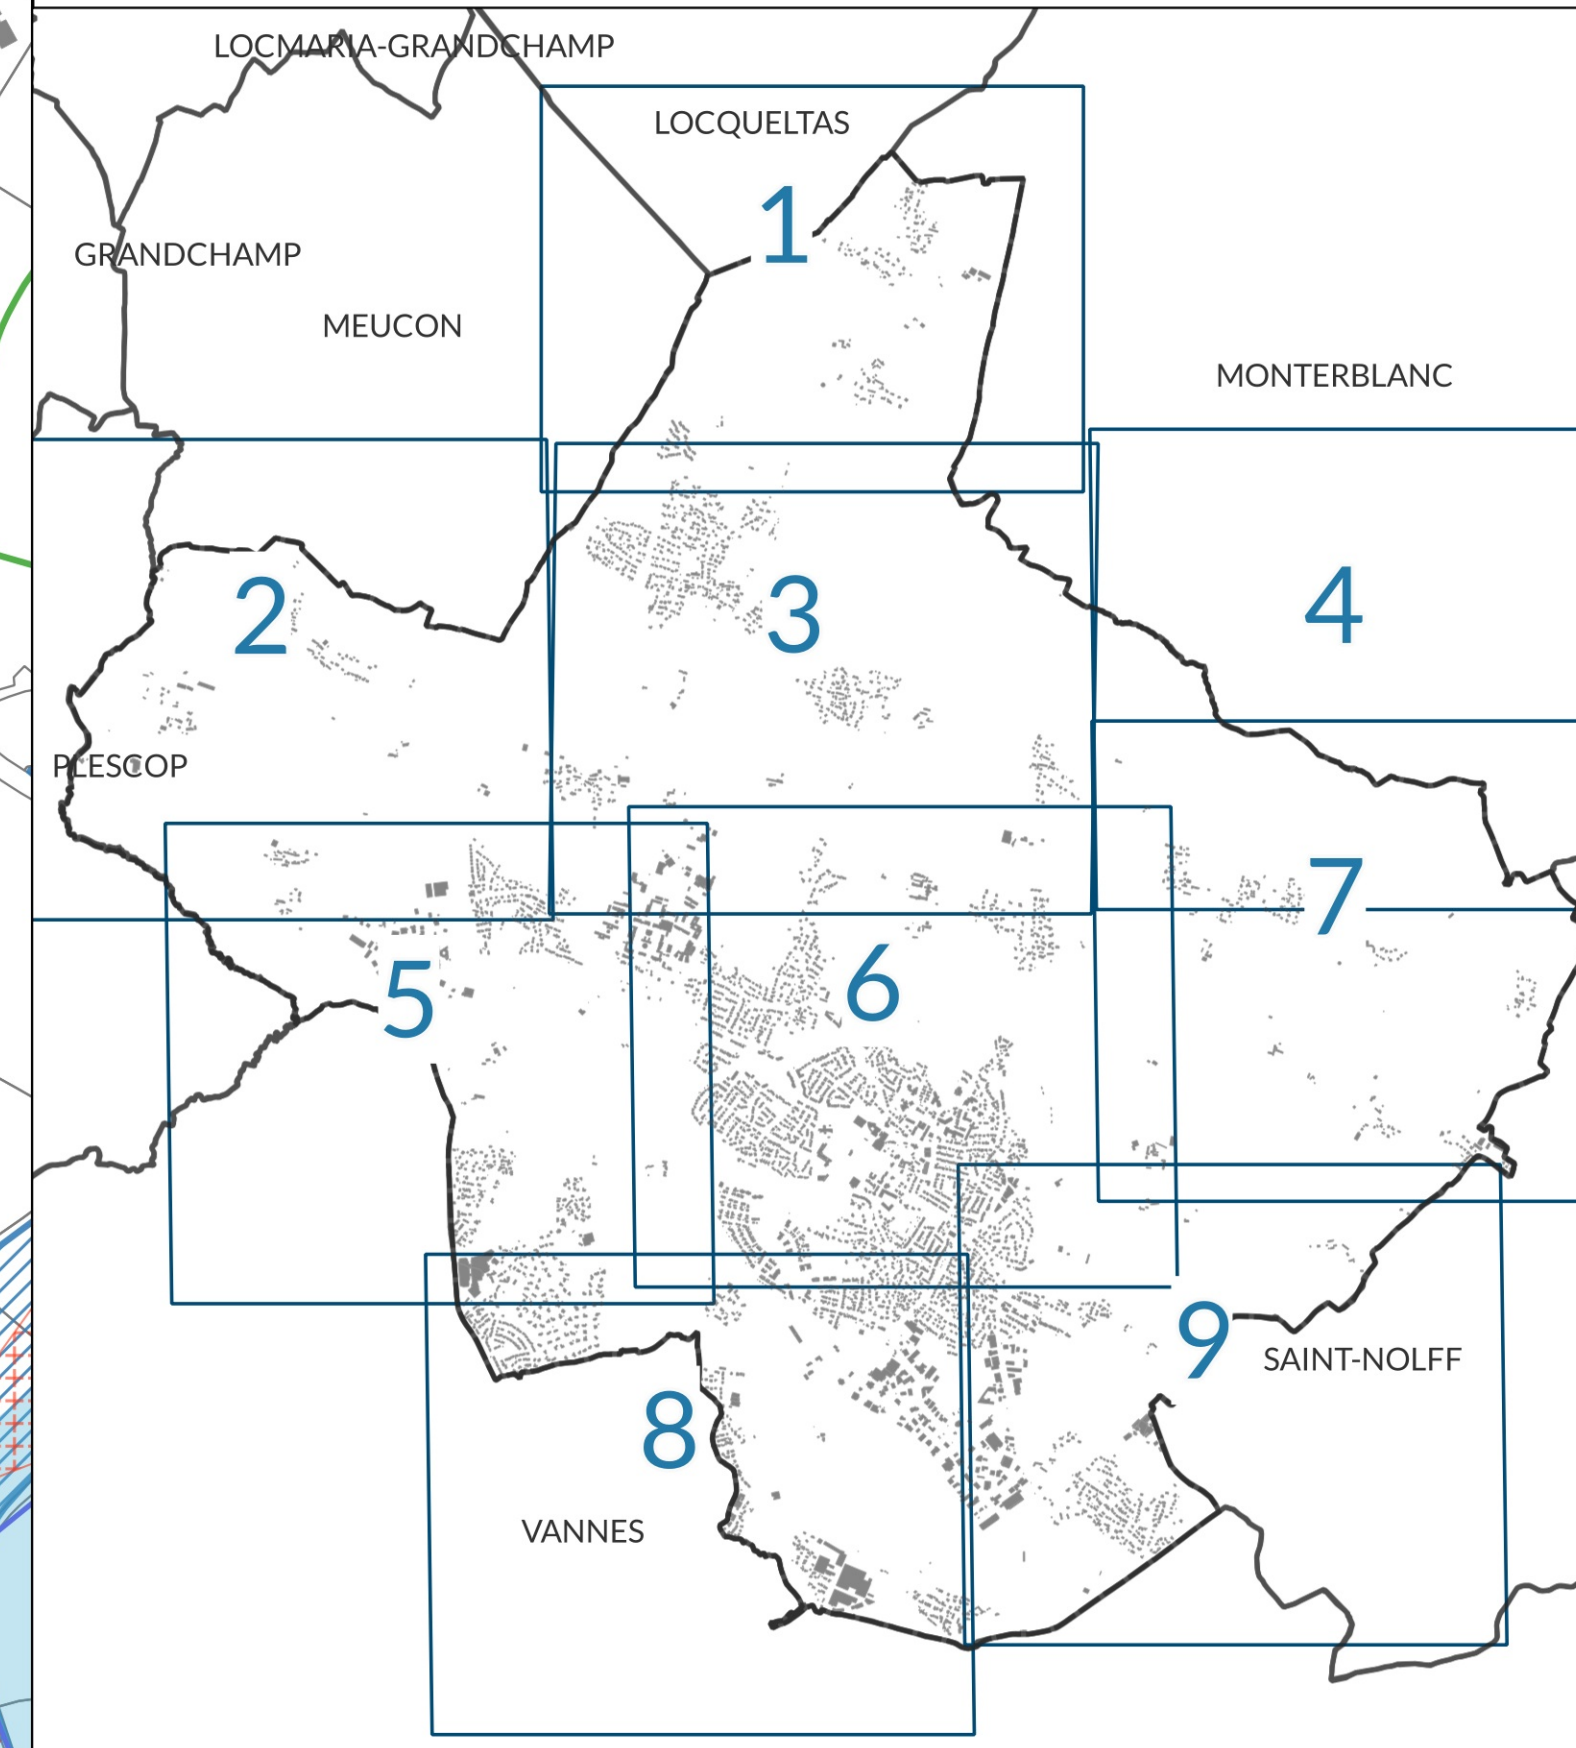 LOCMARIA-GRANDCHAMP
LOCQUELTAS
1
GRANDCHAMP
MEUCON
MONTERBLANC
2
3
4
PLESCOP
7
5
6
9
SAINT-NOLFF
8
VANNES